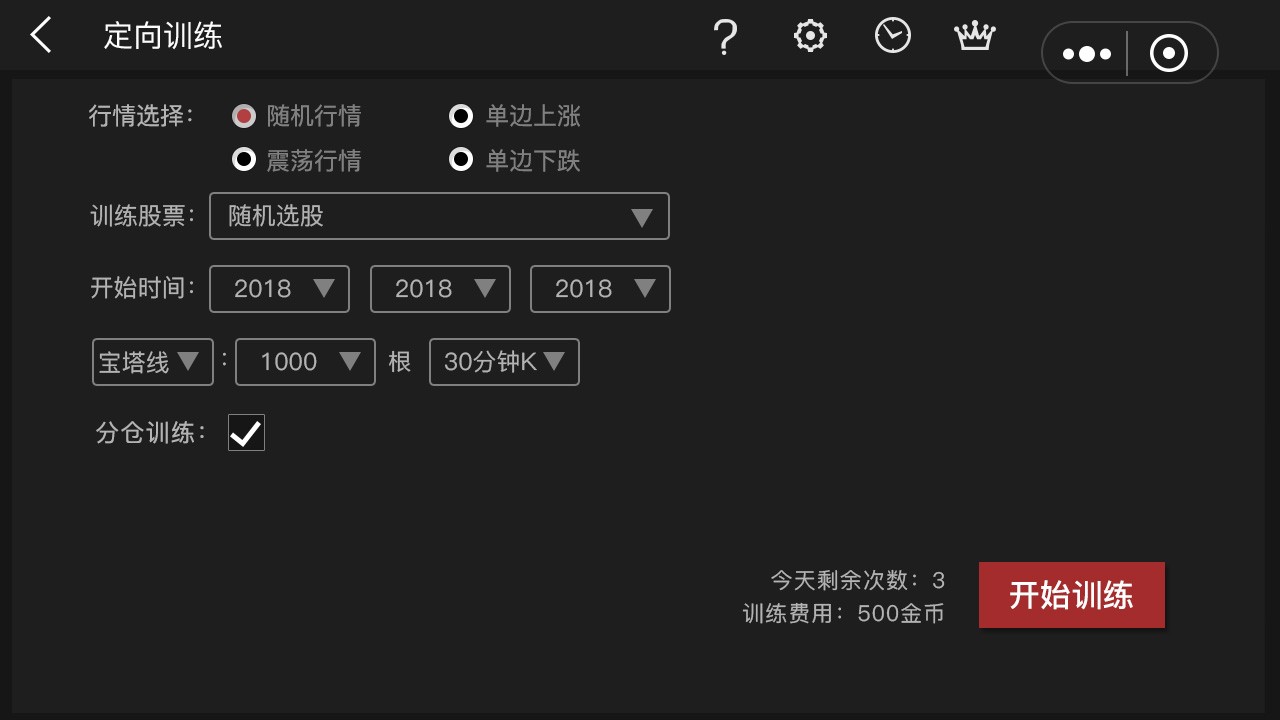 定向训练
行情选择：
随机行情 单边上涨
震荡行情 单边下跌
训练股票： 随机选股
开始时间： 2018 2018 2018
宝塔线 ： 1000 根 30分钟K
分仓训练：
今天剩余次数：3
训练费用：500金币
开始训练